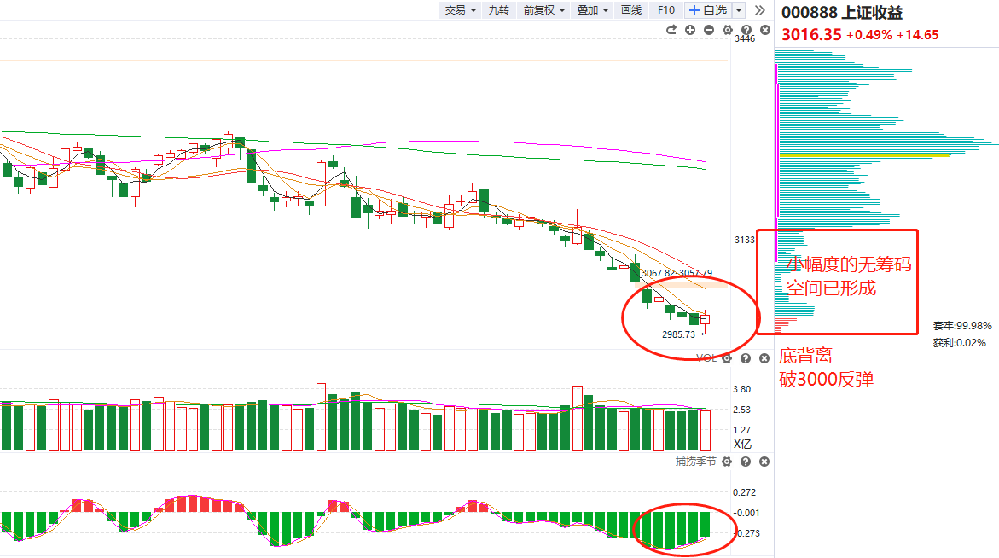 交易 九转 前复权 叠加 画线 F10 +自选
000888 上证收益
3016.35 +0.49% +14.65
3446
3133
3067.82-3057.79
2985.73→
小幅度的无筹码
空间已形成
套牢:99.98%
获利:0.02%
底背离
破3000反弹
VOL
3.80
2.53
1.27
X亿
捕捞季节
0.272
-0.001
-0.273